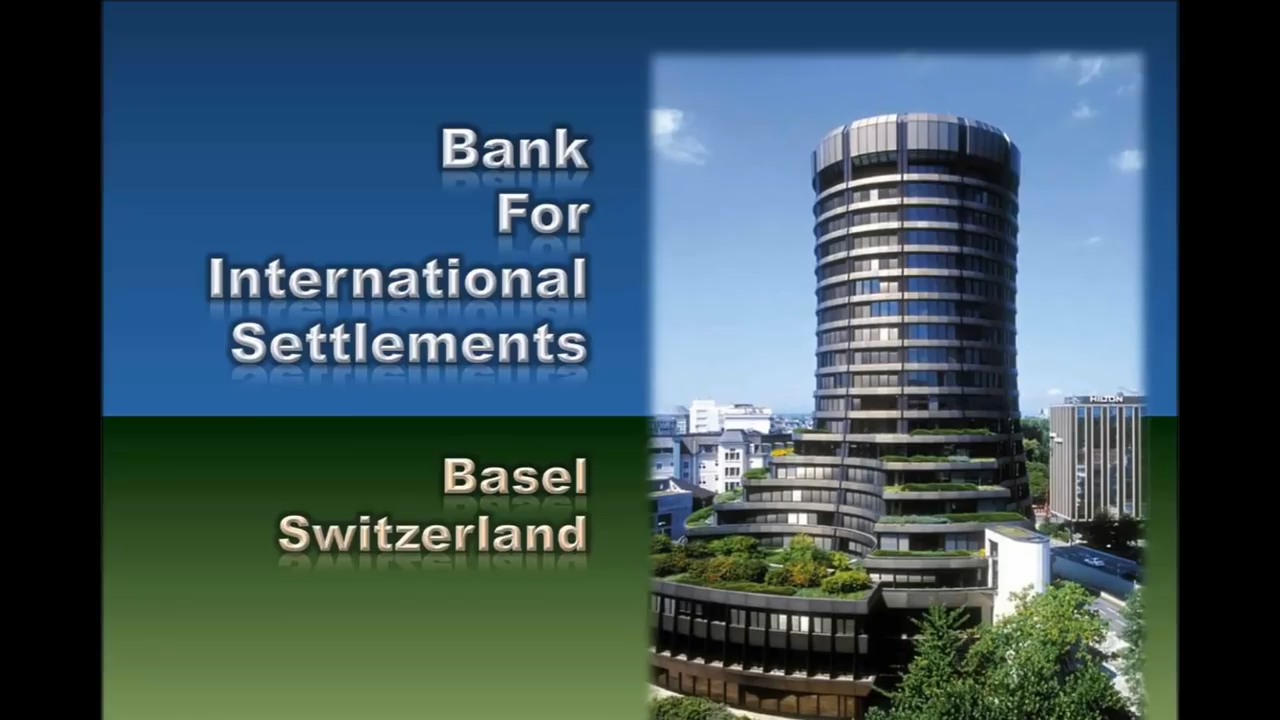 Bank
For
International
Settlements
HILTON
Basel
Switzerland